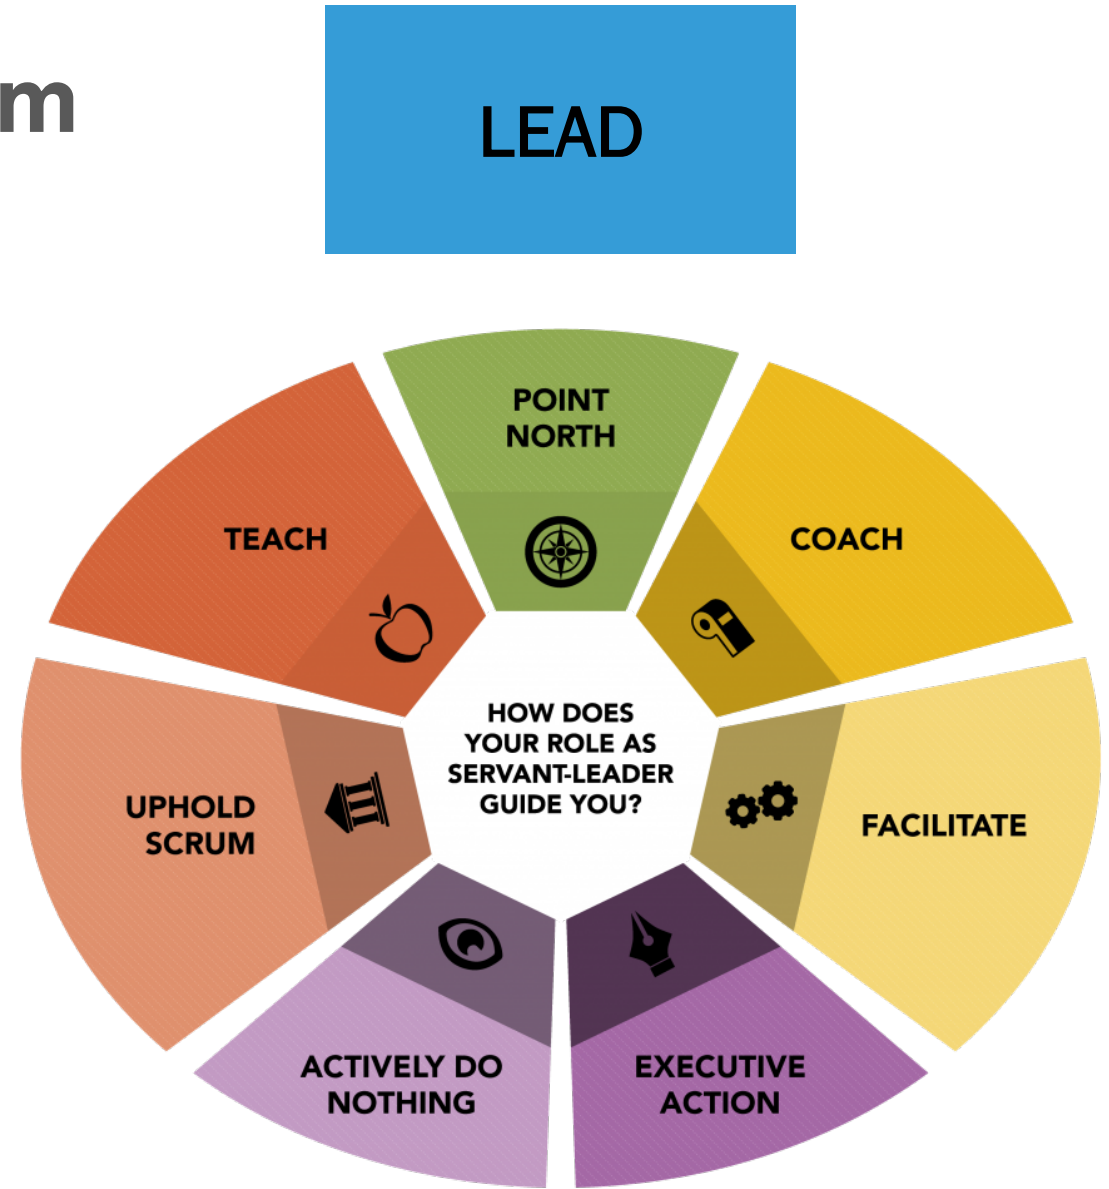 m
LEAD
POINT
NORTH
TEACH
COACH
HOW DOES
YOUR ROLE AS
SERVANT-LEADER
GUIDE YOU?
UPHOLD
SCRUM
FACILITATE
ACTIVELY DO
NOTHING
EXECUTIVE
ACTION